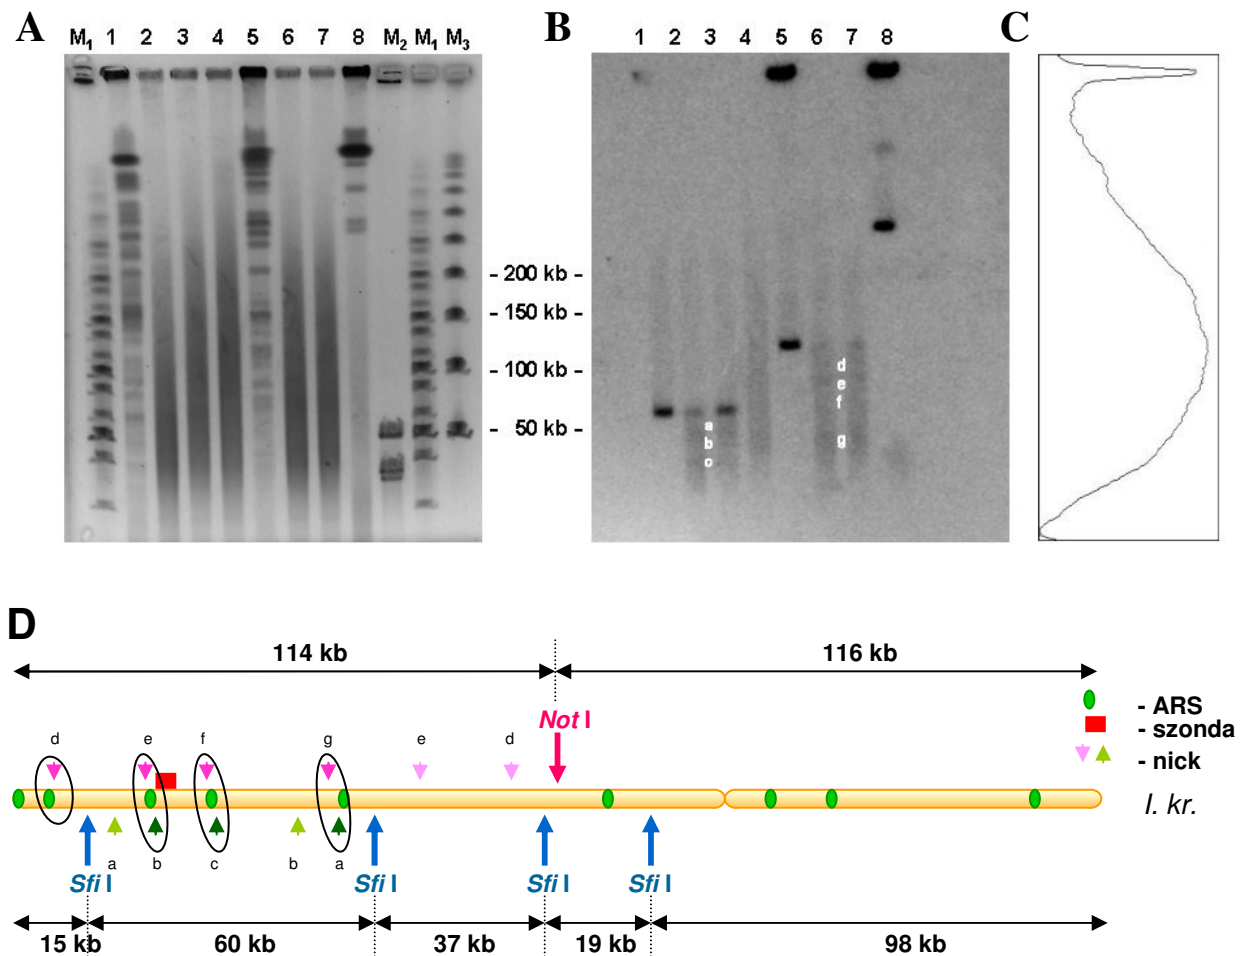 A
M₁ 1 2 3 4 5 6 7 8 M₂ M₁ M₃
B
1 2 3 4 5 6 7 8
C
- 200 kb -
- 150 kb -
- 100 kb -
- 50 kb -
a
b
c
d
e
f
g
D
114 kb
116 kb
Not I
- ARS
- szonda
- nick
d e f g e d
l. kr.
a b c b a
Sfi I Sfi I Sfi I Sfi I
15 kb 60 kb 37 kb 19 kb 98 kb